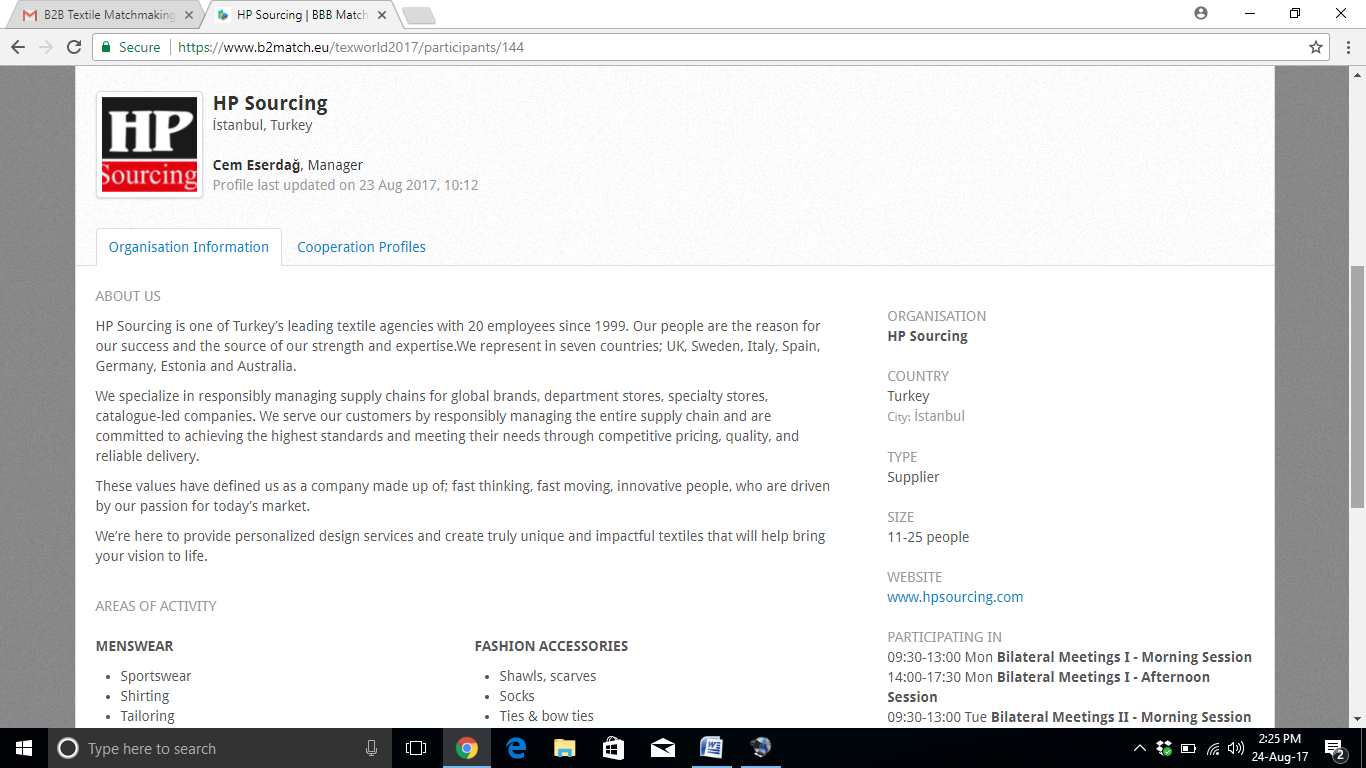 B2B Textile Matchmaking
HP Sourcing | BBB Match
Secure
https://www.b2match.eu/texworld2017/participants/144
HP
Sourcing
HP Sourcing
İstanbul, Turkey
Cem Eserdağ, Manager
Profile last updated on 23 Aug 2017, 10:12
Organisation Information
Cooperation Profiles
ABOUT US
HP Sourcing is one of Turkey's leading textile agencies with 20 employees since 1999. Our people are the reason for
our success and the source of our strength and expertise.We represent in seven countries; UK, Sweden, Italy, Spain,
Germany, Estonia and Australia.
We specialize in responsibly managing supply chains for global brands, department stores, specialty stores,
catalogue-led companies. We serve our customers by responsibly managing the entire supply chain and are
committed to achieving the highest standards and meeting their needs through competitive pricing, quality, and
reliable delivery.
These values have defined us as a company made up of; fast thinking, fast moving, innovative people, who are driven
by our passion for today's market.
We're here to provide personalized design services and create truly unique and impactful textiles that will help bring
your vision to life.
AREAS OF ACTIVITY
MENSWEAR
Sportswear
Shirting
Tailoring
FASHION ACCESSORIES
Shawls, scarves
Socks
Ties & bow ties
ORGANISATION
HP Sourcing
COUNTRY
Turkey
City: İstanbul
TYPE
Supplier
SIZE
11-25 people
WEBSITE
www.hpsourcing.com
PARTICIPATING IN
09:30-13:00 Mon Bilateral Meetings I - Morning Session
14:00-17:30 Mon Bilateral Meetings I - Afternoon
Session
09:30-13:00 Tue Bilateral Meetings II - Morning Session
Type here to search
2:25 PM
24-Aug-17
2